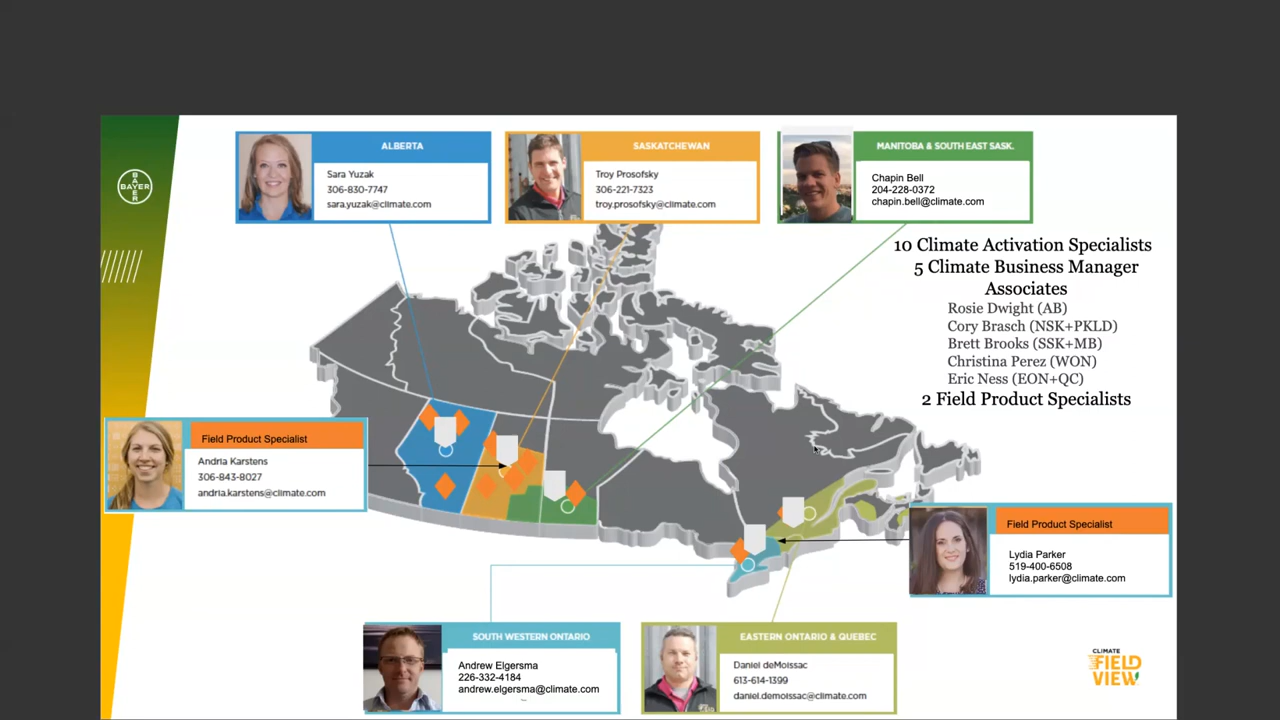 ALBERTA
Sara Yuzak
306-830-7747
sara.yuzak@climate.com
SASKATCHEWAN
Troy Prosofsky
306-221-7323
troy.prosofsky@climate.com
MANITOBA & SOUTH EAST SASK.
Chapin Bell
204-228-0372
chapin.bell@climate.com
BAYER
BAYER
10 Climate Activation Specialists
5 Climate Business Manager
Associates
Rosie Dwight (AB)
Cory Brasch (NSK+PKLD)
Brett Brooks (SSK+MB)
Christina Perez (WON)
Eric Ness (EON+QC)
2 Field Product Specialists
Field Product Specialist
Andria Karstens
306-843-8027
andria.karstens@climate.com
Field Product Specialist
Lydia Parker
519-400-6508
lydia.parker@climate.com
SOUTH WESTERN ONTARIO
Andrew Elgersma
226-332-4184
andrew.elgersma@climate.com
EASTERN ONTARIO & QUEBEC
Daniel deMoissac
613-614-1399
daniel.demoissac@climate.com
CLIMATE
FIELD
VIEW